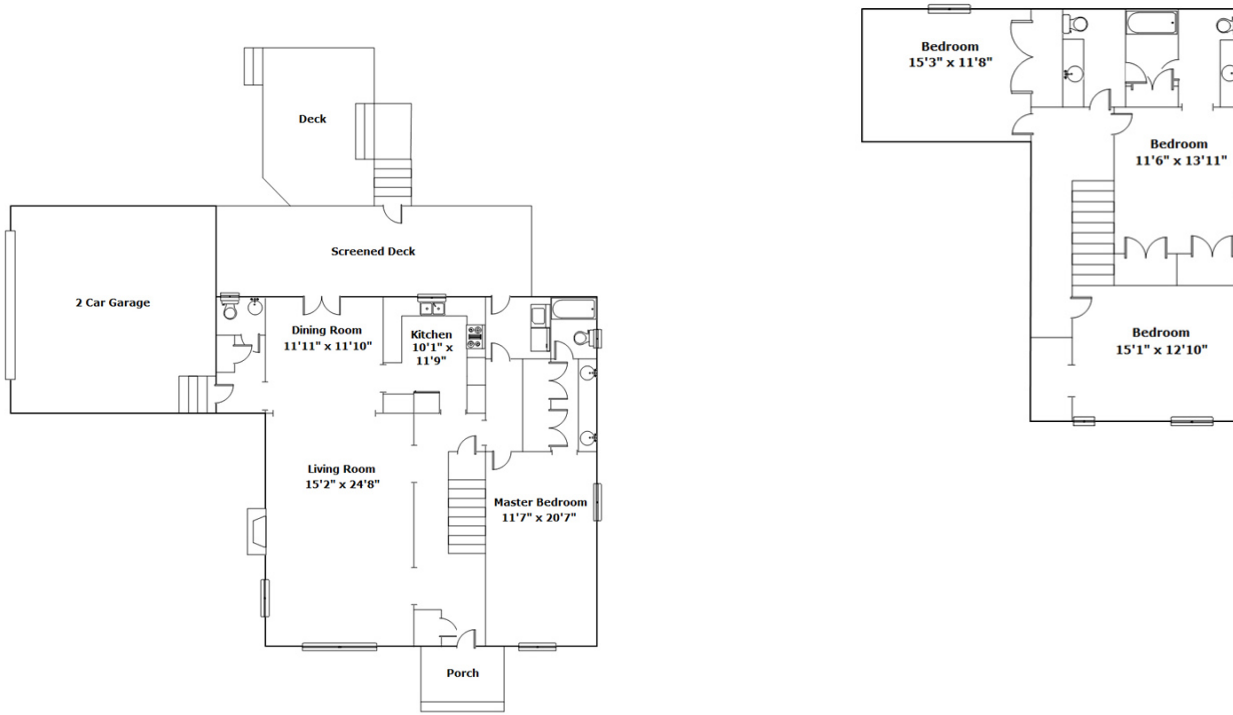 Deck
Screened Deck
2 Car Garage
Dining Room
11'11" x 11'10"
Kitchen
10'1" x
11'9"
Living Room
15'2" x 24'8"
Master Bedroom
11'7" x 20'7"
Porch
Bedroom
15'3" x 11'8"
Bedroom
11'6" x 13'11"
Bedroom
15'1" x 12'10"